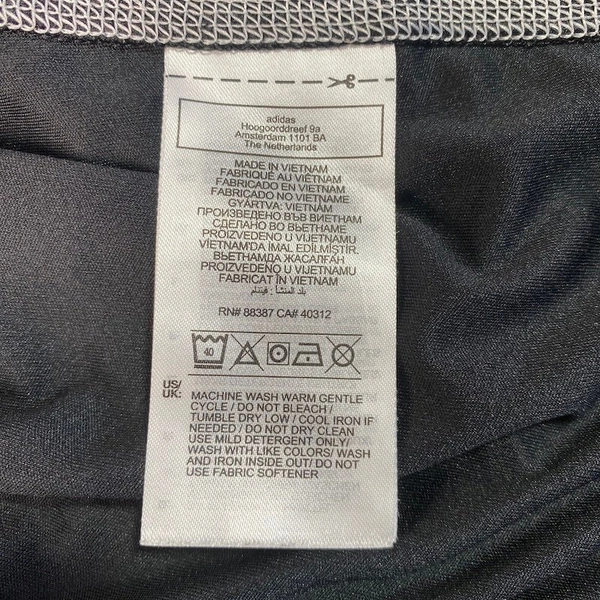 adidas
Hoogoorddreef 9a
Amsterdam 1101 BA
The Netherlands
MADE IN VIETNAM
FABRIQUÉ AU VIETNAM
FABRICADO EN VIETNAM
FABRICADO NO VIETNAM
GYÁRTVA: VIETNAM
ПРОИЗВЕДЕНО ВЪВ ВИЕТНАМ
СДЕЛАНО ВО ВЬЕТНАМЕ
PROIZVEDENO U VIJETNAMU
VİETNAM'DA IMAL EDİLMİŞTİR.
ВЬЕТНАМДА ЖАСАЛҒАН
PROIZVEDENO U VIJETNAMU
FABRICAT ÎN VIETNAM
بلد المنشأ : فيتنام
RN# 88387 CA# 40312
40
US/
UK:
MACHINE WASH WARM GENTLE
CYCLE / DO NOT BLEACH /
TUMBLE DRY LOW / COOL IRON IF
NEEDED / DO NOT DRY CLEAN
USE MILD DETERGENT ONLY/
WASH WITH LIKE COLORS/ WASH
AND IRON INSIDE OUT/ DO NOT
USE FABRIC SOFTENER